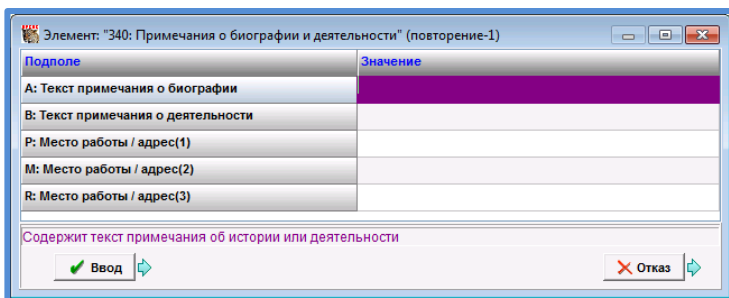 Элемент: "340: Примечания о биографии и деятельности" (повторение-1)
Подполе Значение
A: Текст примечания о биографии
B: Текст примечания о деятельности
P: Место работы / адрес(1)
M: Место работы / адрес(2)
R: Место работы / адрес(3)
Содержит текст примечания об истории или деятельности
Ввод Отказ